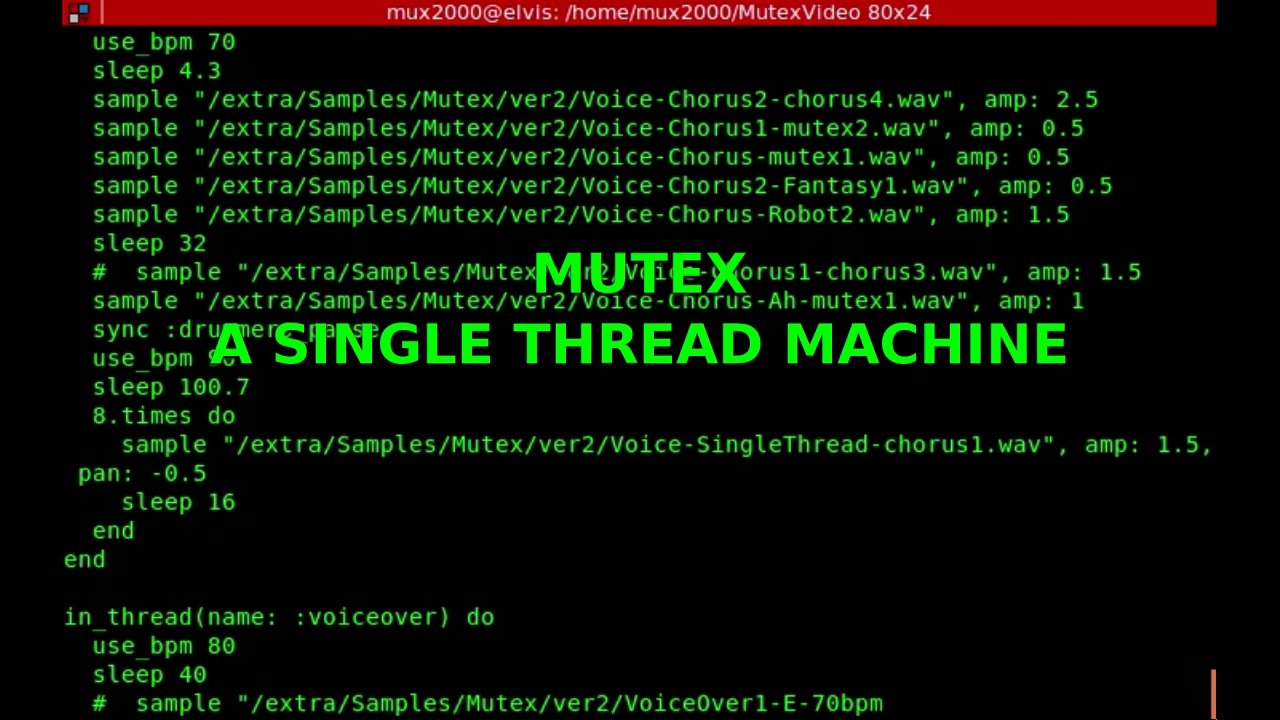 mux2000@elvis: /home/mux2000/MutexVideo 80x24
use_bpm 70
sleep 4.3
sample "/extra/Samples/Mutex/ver2/Voice-Chorus2-chorus4.wav", amp: 2.5
sample "/extra/Samples/Mutex/ver2/Voice-Chorus1-mutex2.wav", amp: 0.5
sample "/extra/Samples/Mutex/ver2/Voice-Chorus-mutex1.wav", amp: 0.5
sample "/extra/Samples/Mutex/ver2/Voice-Chorus2-Fantasy1.wav", amp: 0.5
sample "/extra/Samples/Mutex/ver2/Voice-Chorus-Robot2.wav", amp: 1.5
sleep 32
#  sample "/extra/Samples/Mutex/ver2/Voice-Chorus1-chorus3.wav", amp: 1.5
MUTEX
sample "/extra/Samples/Mutex/ver2/Voice-Chorus-Ah-mutex1.wav", amp: 1
sync :drummers_pause
A SINGLE THREAD MACHINE
use_bpm 90
sleep 100.7
8.times do
sample "/extra/Samples/Mutex/ver2/Voice-SingleThread-chorus1.wav", amp: 1.5,
pan: -0.5
sleep 16
end
end
in_thread(name: :voiceover) do
use_bpm 80
sleep 40
#  sample "/extra/Samples/Mutex/ver2/VoiceOver1-E-70bpm